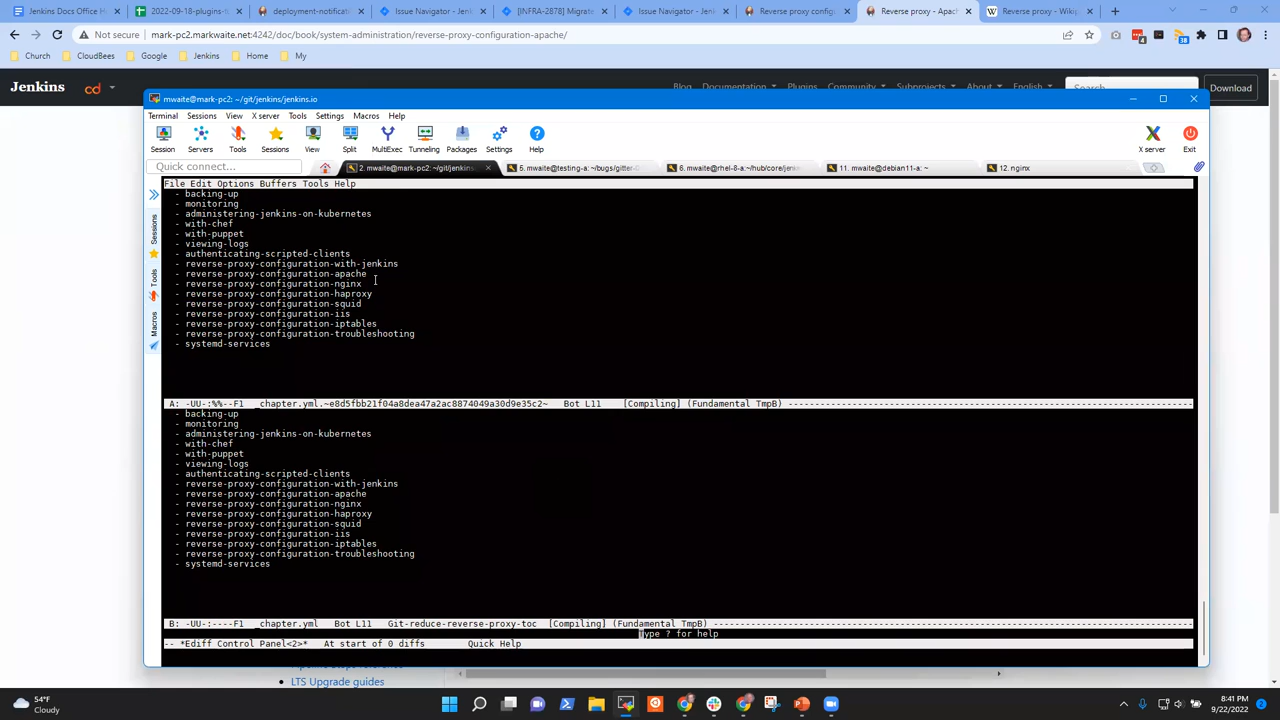 Jenkins Docs Office H
2022-09-18-plugins-t
deployment-notificat
Issue Navigator - Jen
[INFRA-2878] Migrate
Issue Navigator - Jen
Reverse proxy config
Reverse proxy - Apac
Reverse proxy - Wiki
Not secure | mark-pc2.markwaite.net:4242/doc/book/system-administration/reverse-proxy-configuration-apache/
Church
CloudBees
Google
Jenkins
Home
My
Jenkins
cd
Blog
Documentation
Plugins
Community
Subprojects
About
English
Search
Download
mwaite@mark-pc2: ~/git/jenkins/jenkins.io
Terminal Sessions View X server Tools Settings Macros Help
Session Servers Tools Sessions View Split MultiExec Tunneling Packages Settings Help
X server Exit
Quick connect...
2. mwaite@mark-pc2: ~/git/jenkins
5. mwaite@testing-a: ~/bugs/gitter-
6. mwaite@rhel-8-a: ~/hub/core/jen
11. mwaite@debian11-a: ~
12. nginx
Sessions
Tools
Macros
File Edit Options Buffers Tools Help
- backing-up
- monitoring
- administering-jenkins-on-kubernetes
- with-chef
- with-puppet
- viewing-logs
- authenticating-scripted-clients
- reverse-proxy-configuration-with-jenkins
- reverse-proxy-configuration-apache
- reverse-proxy-configuration-nginx
- reverse-proxy-configuration-haproxy
- reverse-proxy-configuration-squid
- reverse-proxy-configuration-iis
- reverse-proxy-configuration-iptables
- reverse-proxy-configuration-troubleshooting
- systemd-services
A: -UU-:%%--F1 _chapter.yml.~e8d5fbb21f04a8dea47a2ac8874049a30d9e35c2~ Bot L11 [Compiling] (Fundamental TmpB)
- backing-up
- monitoring
- administering-jenkins-on-kubernetes
- with-chef
- with-puppet
- viewing-logs
- authenticating-scripted-clients
- reverse-proxy-configuration-with-jenkins
- reverse-proxy-configuration-apache
- reverse-proxy-configuration-nginx
- reverse-proxy-configuration-haproxy
- reverse-proxy-configuration-squid
- reverse-proxy-configuration-iis
- reverse-proxy-configuration-iptables
- reverse-proxy-configuration-troubleshooting
- systemd-services
B: -UU-:----F1 _chapter.yml Bot L11 Git-reduce-reverse-proxy-toc [Compiling] (Fundamental TmpB)
Type ? for help
-- *Ediff Control Panel<2>* At start of 0 diffs Quick Help
LTS Upgrade guides
54°F
Cloudy
8:41 PM
9/22/2022